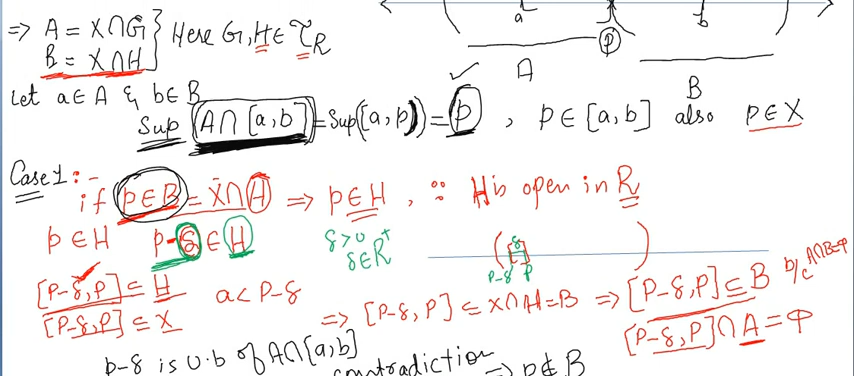 a b
⇒ A = X∩G } Here G, H ∈ τ_R p
B = X∩H A B
Let a∈A & b∈B
Sup (A∩[a,b]) = Sup([a,p)) = p , p∈[a,b] also p∈X
Case 1:-
if p∈B = X∩H ⇒ p∈H , ∵ H is open in R
p∈H p-δ∈H δ>0 δ∈R⁺ ( [δ] ) p-δ p
[p-δ,p] ⊆ H a<p-δ ⇒ [p-δ,p] ⊆ X∩H=B ⇒ [p-δ,p] ⊆ B b/c A∩B=φ
[p-δ,p] ⊆ X [p-δ,p]∩A = φ
p-δ is U.b of A∩[a,b]
contradiction ⇒ p∉B